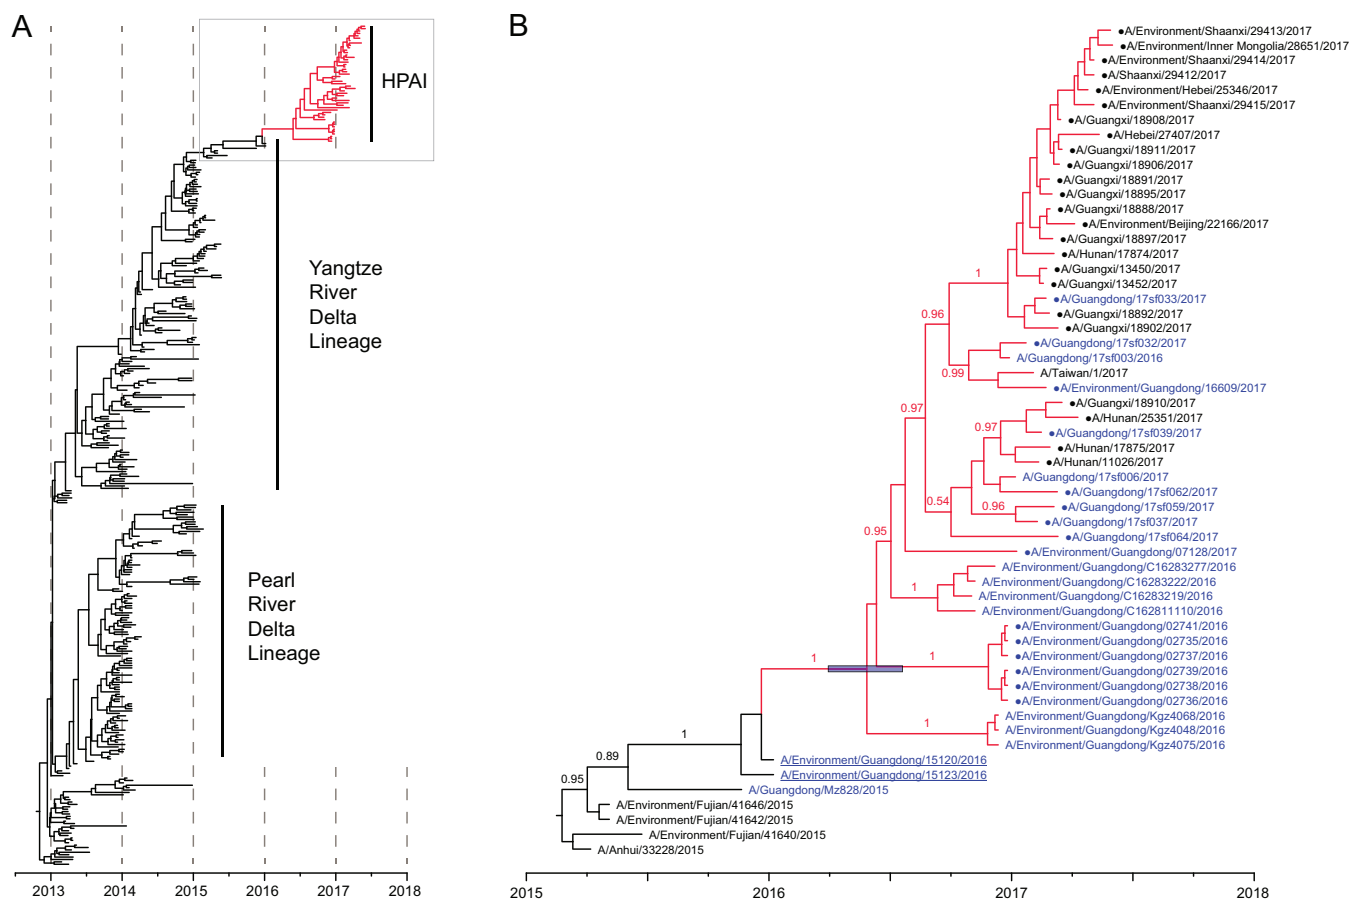 A
HPAI
Yangtze
River
Delta
Lineage
Pearl
River
Delta
Lineage
2013 2014 2015 2016 2017 2018
B
●A/Environment/Shaanxi/29413/2017
●A/Environment/Inner Mongolia/28651/2017
●A/Environment/Shaanxi/29414/2017
●A/Shaanxi/29412/2017
●A/Environment/Hebei/25346/2017
●A/Environment/Shaanxi/29415/2017
●A/Guangxi/18908/2017
●A/Hebei/27407/2017
●A/Guangxi/18911/2017
●A/Guangxi/18906/2017
●A/Guangxi/18891/2017
●A/Guangxi/18895/2017
●A/Guangxi/18888/2017
●A/Environment/Beijing/22166/2017
●A/Guangxi/18897/2017
●A/Hunan/17874/2017
●A/Guangxi/13450/2017
1
●A/Guangxi/13452/2017
●A/Guangdong/17sf033/2017
●A/Guangxi/18892/2017
0.96
●A/Guangxi/18902/2017
●A/Guangdong/17sf032/2017
A/Guangdong/17sf003/2016
0.99
A/Taiwan/1/2017
●A/Environment/Guangdong/16609/2017
●A/Guangxi/18910/2017
0.97
●A/Hunan/25351/2017
0.97
●A/Guangdong/17sf039/2017
●A/Hunan/17875/2017
●A/Hunan/11026/2017
A/Guangdong/17sf006/2017
●A/Guangdong/17sf062/2017
0.54
0.96
●A/Guangdong/17sf059/2017
●A/Guangdong/17sf037/2017
0.95
●A/Guangdong/17sf064/2017
●A/Environment/Guangdong/07128/2017
A/Environment/Guangdong/C16283277/2016
A/Environment/Guangdong/C16283222/2016
1
A/Environment/Guangdong/C16283219/2016
A/Environment/Guangdong/C162811110/2016
●A/Environment/Guangdong/02741/2016
●A/Environment/Guangdong/02735/2016
1
1
●A/Environment/Guangdong/02737/2016
●A/Environment/Guangdong/02739/2016
●A/Environment/Guangdong/02738/2016
●A/Environment/Guangdong/02736/2016
A/Environment/Guangdong/Kgz4068/2016
1
A/Environment/Guangdong/Kgz4048/2016
A/Environment/Guangdong/Kgz4075/2016
1
A/Environment/Guangdong/15120/2016
0.89
A/Environment/Guangdong/15123/2016
0.95
A/Guangdong/Mz828/2015
A/Environment/Fujian/41646/2015
A/Environment/Fujian/41642/2015
A/Environment/Fujian/41640/2015
A/Anhui/33228/2015
2015 2016 2017 2018